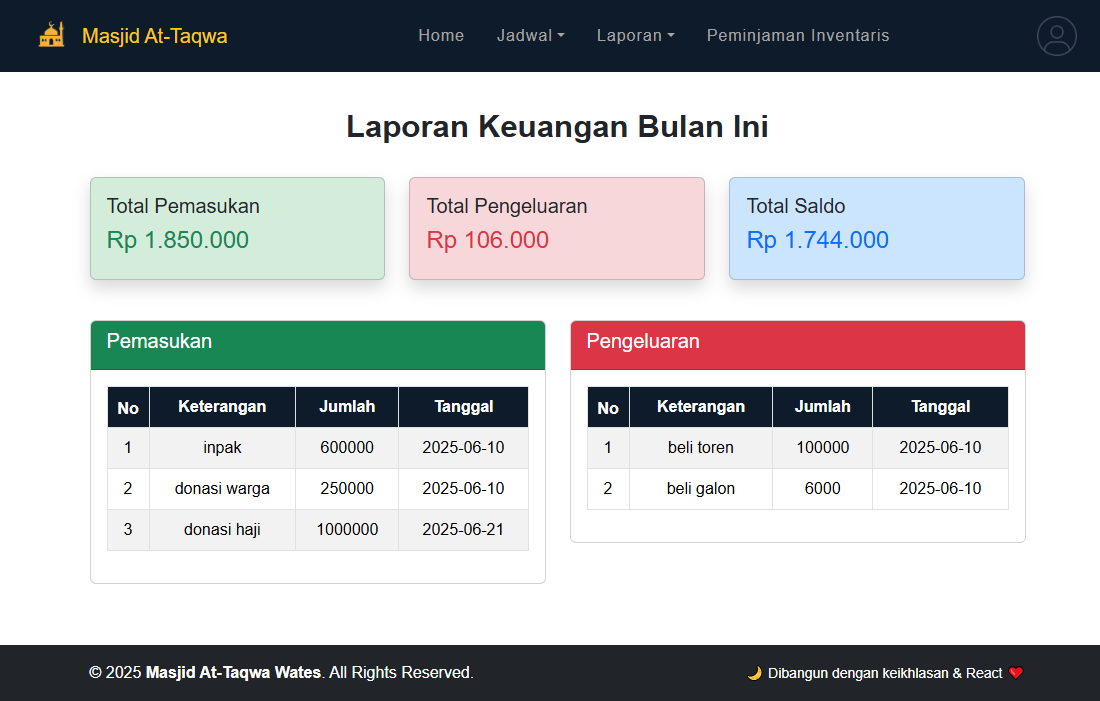 Masjid At-Taqwa Home Jadwal Laporan Peminjaman Inventaris
Laporan Keuangan Bulan Ini
Total Pemasukan
Rp 1.850.000
Total Pengeluaran
Rp 106.000
Total Saldo
Rp 1.744.000
Pemasukan
No Keterangan Jumlah Tanggal
1 inpak 600000 2025-06-10
2 donasi warga 250000 2025-06-10
3 donasi haji 1000000 2025-06-21
Pengeluaran
No Keterangan Jumlah Tanggal
1 beli toren 100000 2025-06-10
2 beli galon 6000 2025-06-10
© 2025 Masjid At-Taqwa Wates. All Rights Reserved.
🌙 Dibangun dengan keikhlasan & React ❤️